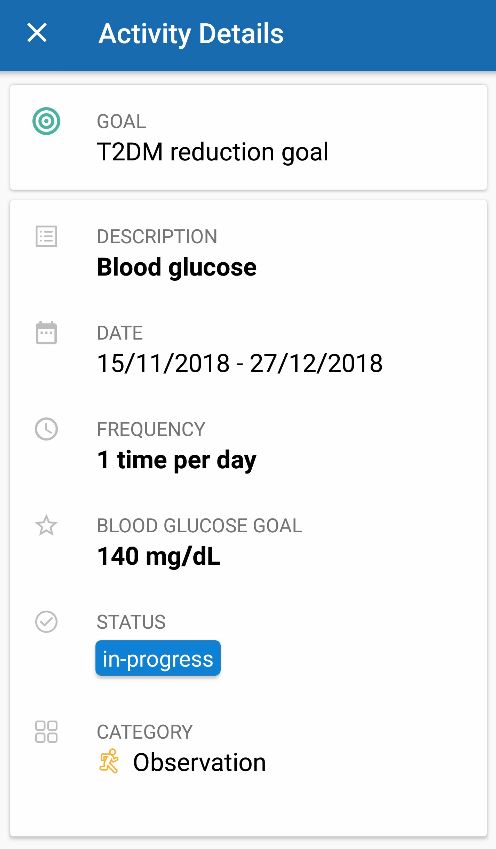 Activity Details
GOAL
T2DM reduction goal
DESCRIPTION
Blood glucose
DATE
15/11/2018 - 27/12/2018
FREQUENCY
1 time per day
BLOOD GLUCOSE GOAL
140 mg/dL
STATUS
in-progress
CATEGORY
Observation